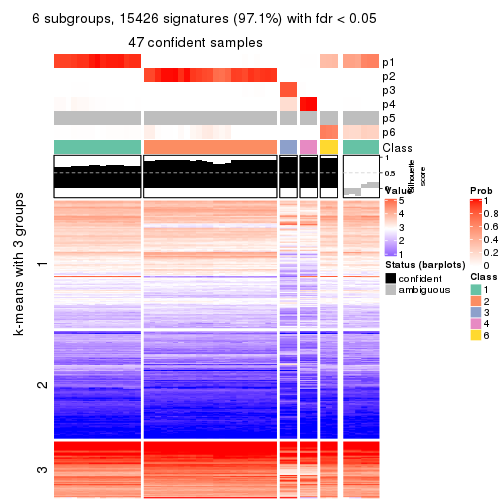 6 subgroups, 15426 signatures (97.1%) with fdr < 0.05
47 confident samples
p1
p2
p3
p4
p5
p6
Class
1
0.5
0
Silhouette
score
k-means with 3 groups
1
2
3
Value
5
4
3
2
1
Status (barplots)
confident
ambiguous
Prob
1
0.8
0.6
0.4
0.2
0
Class
1
2
3
4
6